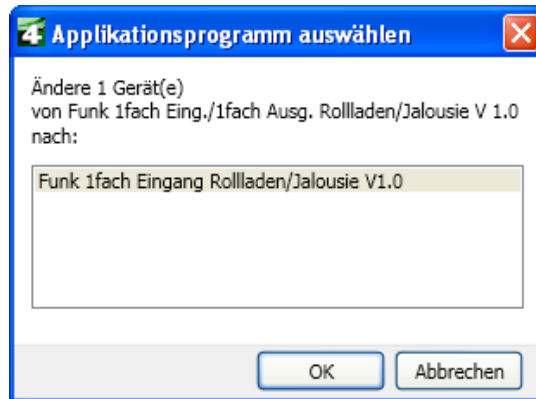 4 Applikationsprogramm auswählen
Ändere 1 Gerät(e)
von Funk 1fach Eing./1fach Ausg. Rollladen/Jalousie V 1.0
nach:
Funk 1fach Eingang Rollladen/Jalousie V1.0
OK Abbrechen